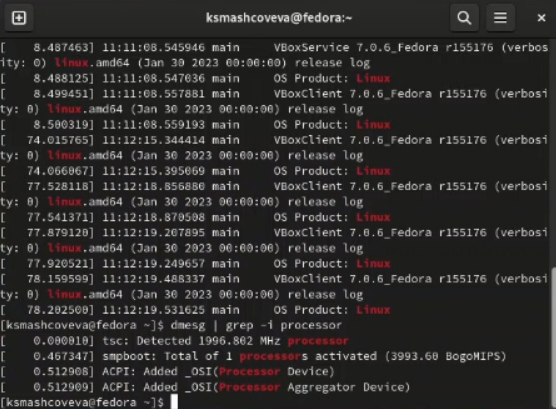 ksmashcoveva@fedora:~
[    8.487463] 11:11:08.545946 main     VBoxService 7.0.6_Fedora r155176 (verbos
ity: 0) linux.amd64 (Jan 30 2023 00:00:00) release log
[    8.488125] 11:11:08.547036 main     OS Product: Linux
[    8.499451] 11:11:08.557881 main     VBoxClient 7.0.6_Fedora r155176 (verbosi
ty: 0) linux.amd64 (Jan 30 2023 00:00:00) release log
[    8.500319] 11:11:08.559193 main     OS Product: Linux
[   74.015765] 11:12:15.344414 main     VBoxClient 7.0.6_Fedora r155176 (verbosi
ty: 0) linux.amd64 (Jan 30 2023 00:00:00) release log
[   74.066067] 11:12:15.395069 main     OS Product: Linux
[   77.528118] 11:12:18.856880 main     VBoxClient 7.0.6_Fedora r155176 (verbosi
ty: 0) linux.amd64 (Jan 30 2023 00:00:00) release log
[   77.541371] 11:12:18.870508 main     OS Product: Linux
[   77.879120] 11:12:19.207895 main     VBoxClient 7.0.6_Fedora r155176 (verbosi
ty: 0) linux.amd64 (Jan 30 2023 00:00:00) release log
[   77.920521] 11:12:19.249657 main     OS Product: Linux
[   78.159599] 11:12:19.488337 main     VBoxClient 7.0.6_Fedora r155176 (verbosi
ty: 0) linux.amd64 (Jan 30 2023 00:00:00) release log
[   78.202500] 11:12:19.531625 main     OS Product: Linux
[ksmashcoveva@fedora ~]$ dmesg | grep -i processor
[    0.000010] tsc: Detected 1996.802 MHz processor
[    0.467347] smpboot: Total of 1 processors activated (3993.60 BogoMIPS)
[    0.512908] ACPI: Added _OSI(Processor Device)
[    0.512909] ACPI: Added _OSI(Processor Aggregator Device)
[ksmashcoveva@fedora ~]$